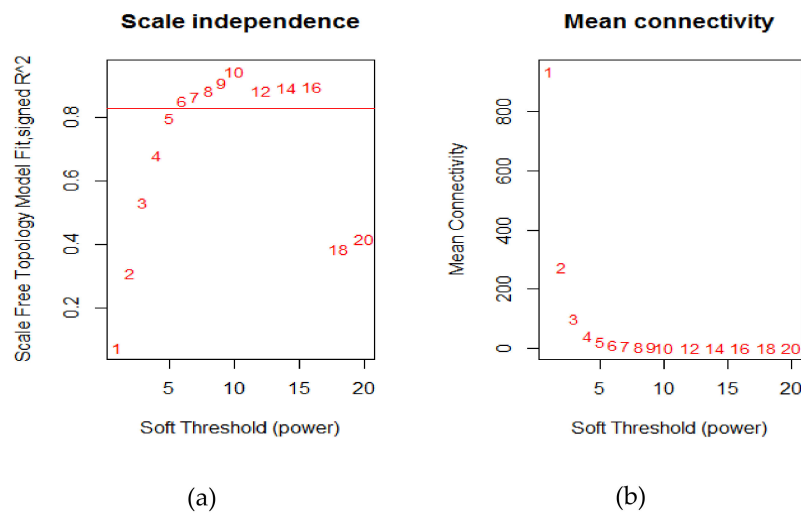 Scale independence
Scale Free Topology Model Fit,signed R^2
0.2 0.4 0.6 0.8
1 2 3 4 5 6 7 8 9 10 12 14 16 18 20
5 10 15 20
Soft Threshold (power)
(a)
Mean connectivity
Mean Connectivity
0 200 400 600 800
1 2 3 4 5 6 7 8 9 10 12 14 16 18 20
5 10 15 20
Soft Threshold (power)
(b)